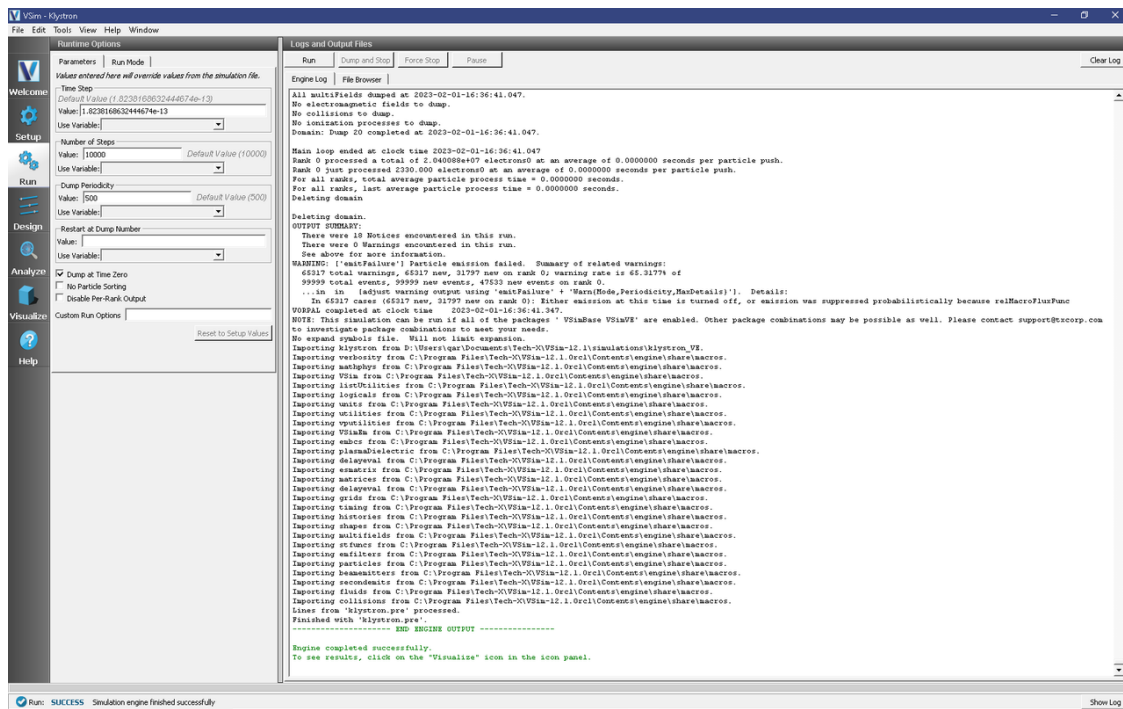 VSim - Klystron
File Edit Tools View Help Window
Welcome
Setup
Run
Design
Analyze
Visualize
Help
Runtime Options
Parameters Run Mode
Values entered here will override values from the simulation file.
Time Step
Default Value (1.8238168632444674e-13)
Value: 1.8238168632444674e-13
Use Variable:
Number of Steps
Value: 10000 Default Value (10000)
Use Variable:
Dump Periodicity
Value: 500 Default Value (500)
Use Variable:
Restart at Dump Number
Value:
Use Variable:
Dump at Time Zero
No Particle Sorting
Disable Per-Rank Output
Custom Run Options
Reset to Setup Values
Logs and Output Files
Run Dump and Stop Force Stop Pause Clear Log
Engine Log File Browser
All multiFields dumped at 2023-02-01-16:36:41.047.
No electromagnetic fields to dump.
No collisions to dump.
No ionization processes to dump.
Domain: Dump 20 completed at 2023-02-01-16:36:41.047.
Main loop ended at clock time 2023-02-01-16:36:41.047
Rank 0 processed a total of 2.040088e+07 electrons0 at an average of 0.0000000 seconds per particle push.
Rank 0 just processed 2330.000 electrons0 at an average of 0.0000000 seconds per particle push.
For all ranks, total average particle process time = 0.0000000 seconds.
For all ranks, last average particle process time = 0.0000000 seconds.
Deleting domain
Deleting domain.
OUTPUT SUMMARY:
There were 18 Notices encountered in this run.
There were 0 Warnings encountered in this run.
See above for more information.
WARNING: ['emitFailure'] Particle emission failed. Summary of related warnings:
65317 total warnings, 65317 new, 31797 new on rank 0; warning rate is 65.3177% of
99999 total events, 99999 new events, 47533 new events on rank 0.
...in in [adjust warning output using 'emitFailure' + 'Warn{Mode,Periodicity,MaxDetails}']. Details:
In 65317 cases (65317 new, 31797 new on rank 0): Either emission at this time is turned off, or emission was suppressed probabilistically because relMacroFluxFunc
VORPAL completed at clock time 2023-02-01-16:36:41.347.
NOTE: This simulation can be run if all of the packages ' VSimBase VSimVE' are enabled. Other package combinations may be possible as well. Please contact support@txcorp.com
to investigate package combinations to meet your needs.
No expand symbols file. Will not limit expansion.
Importing klystron from D:\Users\qar\Documents\Tech-X\VSim-12.1\simulations\klystron_VE.
Importing verbosity from C:\Program Files\Tech-X\VSim-12.1.0rc1\Contents\engine\share\macros.
Importing mathphys from C:\Program Files\Tech-X\VSim-12.1.0rc1\Contents\engine\share\macros.
Importing VSim from C:\Program Files\Tech-X\VSim-12.1.0rc1\Contents\engine\share\macros.
Importing listUtilities from C:\Program Files\Tech-X\VSim-12.1.0rc1\Contents\engine\share\macros.
Importing logicals from C:\Program Files\Tech-X\VSim-12.1.0rc1\Contents\engine\share\macros.
Importing units from C:\Program Files\Tech-X\VSim-12.1.0rc1\Contents\engine\share\macros.
Importing utilities from C:\Program Files\Tech-X\VSim-12.1.0rc1\Contents\engine\share\macros.
Importing vputilities from C:\Program Files\Tech-X\VSim-12.1.0rc1\Contents\engine\share\macros.
Importing VSimEm from C:\Program Files\Tech-X\VSim-12.1.0rc1\Contents\engine\share\macros.
Importing embcs from C:\Program Files\Tech-X\VSim-12.1.0rc1\Contents\engine\share\macros.
Importing plasmaDielectric from C:\Program Files\Tech-X\VSim-12.1.0rc1\Contents\engine\share\macros.
Importing delayeval from C:\Program Files\Tech-X\VSim-12.1.0rc1\Contents\engine\share\macros.
Importing esmatrix from C:\Program Files\Tech-X\VSim-12.1.0rc1\Contents\engine\share\macros.
Importing matrices from C:\Program Files\Tech-X\VSim-12.1.0rc1\Contents\engine\share\macros.
Importing delayeval from C:\Program Files\Tech-X\VSim-12.1.0rc1\Contents\engine\share\macros.
Importing grids from C:\Program Files\Tech-X\VSim-12.1.0rc1\Contents\engine\share\macros.
Importing timing from C:\Program Files\Tech-X\VSim-12.1.0rc1\Contents\engine\share\macros.
Importing histories from C:\Program Files\Tech-X\VSim-12.1.0rc1\Contents\engine\share\macros.
Importing shapes from C:\Program Files\Tech-X\VSim-12.1.0rc1\Contents\engine\share\macros.
Importing multifields from C:\Program Files\Tech-X\VSim-12.1.0rc1\Contents\engine\share\macros.
Importing stfuncs from C:\Program Files\Tech-X\VSim-12.1.0rc1\Contents\engine\share\macros.
Importing emfilters from C:\Program Files\Tech-X\VSim-12.1.0rc1\Contents\engine\share\macros.
Importing particles from C:\Program Files\Tech-X\VSim-12.1.0rc1\Contents\engine\share\macros.
Importing beamemitters from C:\Program Files\Tech-X\VSim-12.1.0rc1\Contents\engine\share\macros.
Importing secondemits from C:\Program Files\Tech-X\VSim-12.1.0rc1\Contents\engine\share\macros.
Importing fluids from C:\Program Files\Tech-X\VSim-12.1.0rc1\Contents\engine\share\macros.
Importing collisions from C:\Program Files\Tech-X\VSim-12.1.0rc1\Contents\engine\share\macros.
Lines from 'klystron.pre' processed.
Finished with 'klystron.pre'.
--------------------- END ENGINE OUTPUT ----------------
Engine completed successfully.
To see results, click on the "Visualize" icon in the icon panel.
Run: SUCCESS Simulation engine finished successfully Show Log